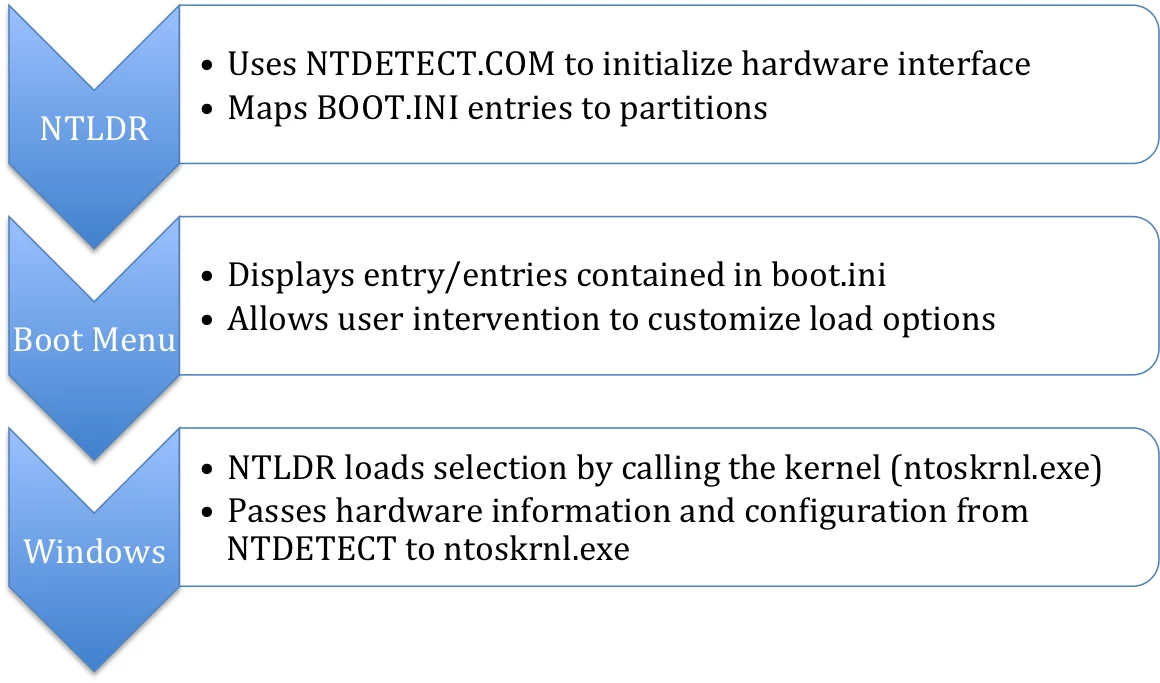 NTLDR
• Uses NTDETECT.COM to initialize hardware interface
• Maps BOOT.INI entries to partitions
Boot Menu
• Displays entry/entries contained in boot.ini
• Allows user intervention to customize load options
Windows
• NTLDR loads selection by calling the kernel (ntoskrnl.exe)
• Passes hardware information and configuration from
NTDETECT to ntoskrnl.exe